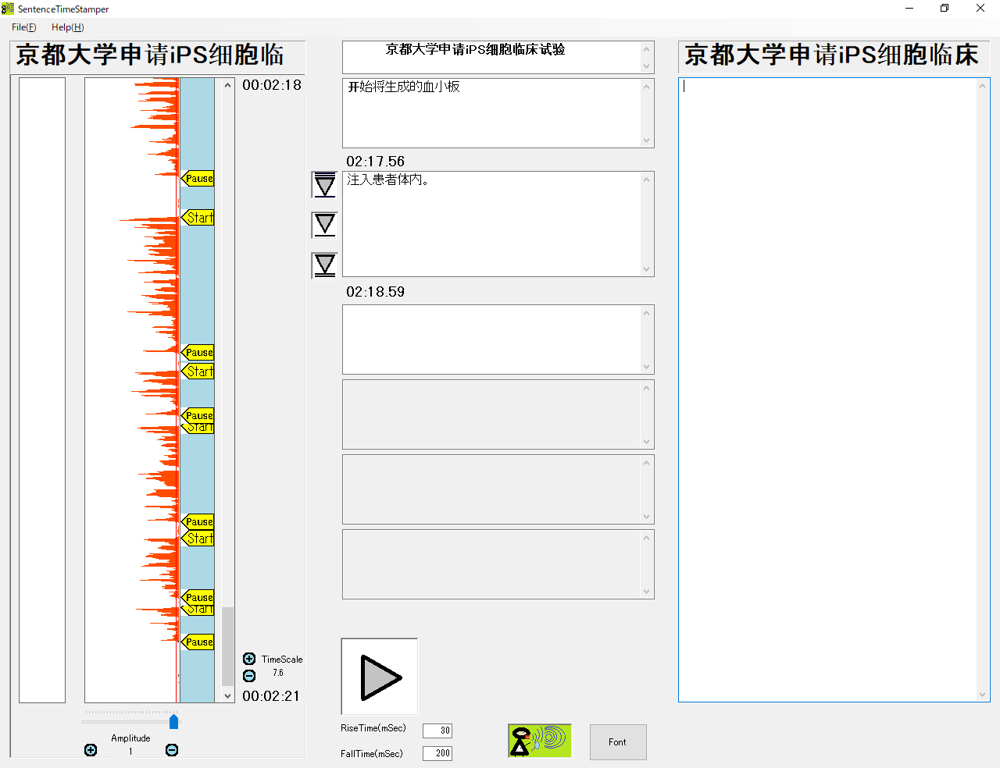 SentenceTimeStamper
File(F)
Help(H)
京都大学申请iPS细胞临
00:02:18
Pause
Start
Pause
Start
Pause
Start
Pause
Start
Pause
Start
Pause
TimeScale
7.6
00:02:21
Amplitude
1
京都大学申请iPS细胞临床试验
开始将生成的血小板
02:17.56
注入患者体内。
02:18.59
RiseTime(mSec)
30
FallTime(mSec)
200
Font
京都大学申请iPS细胞临床